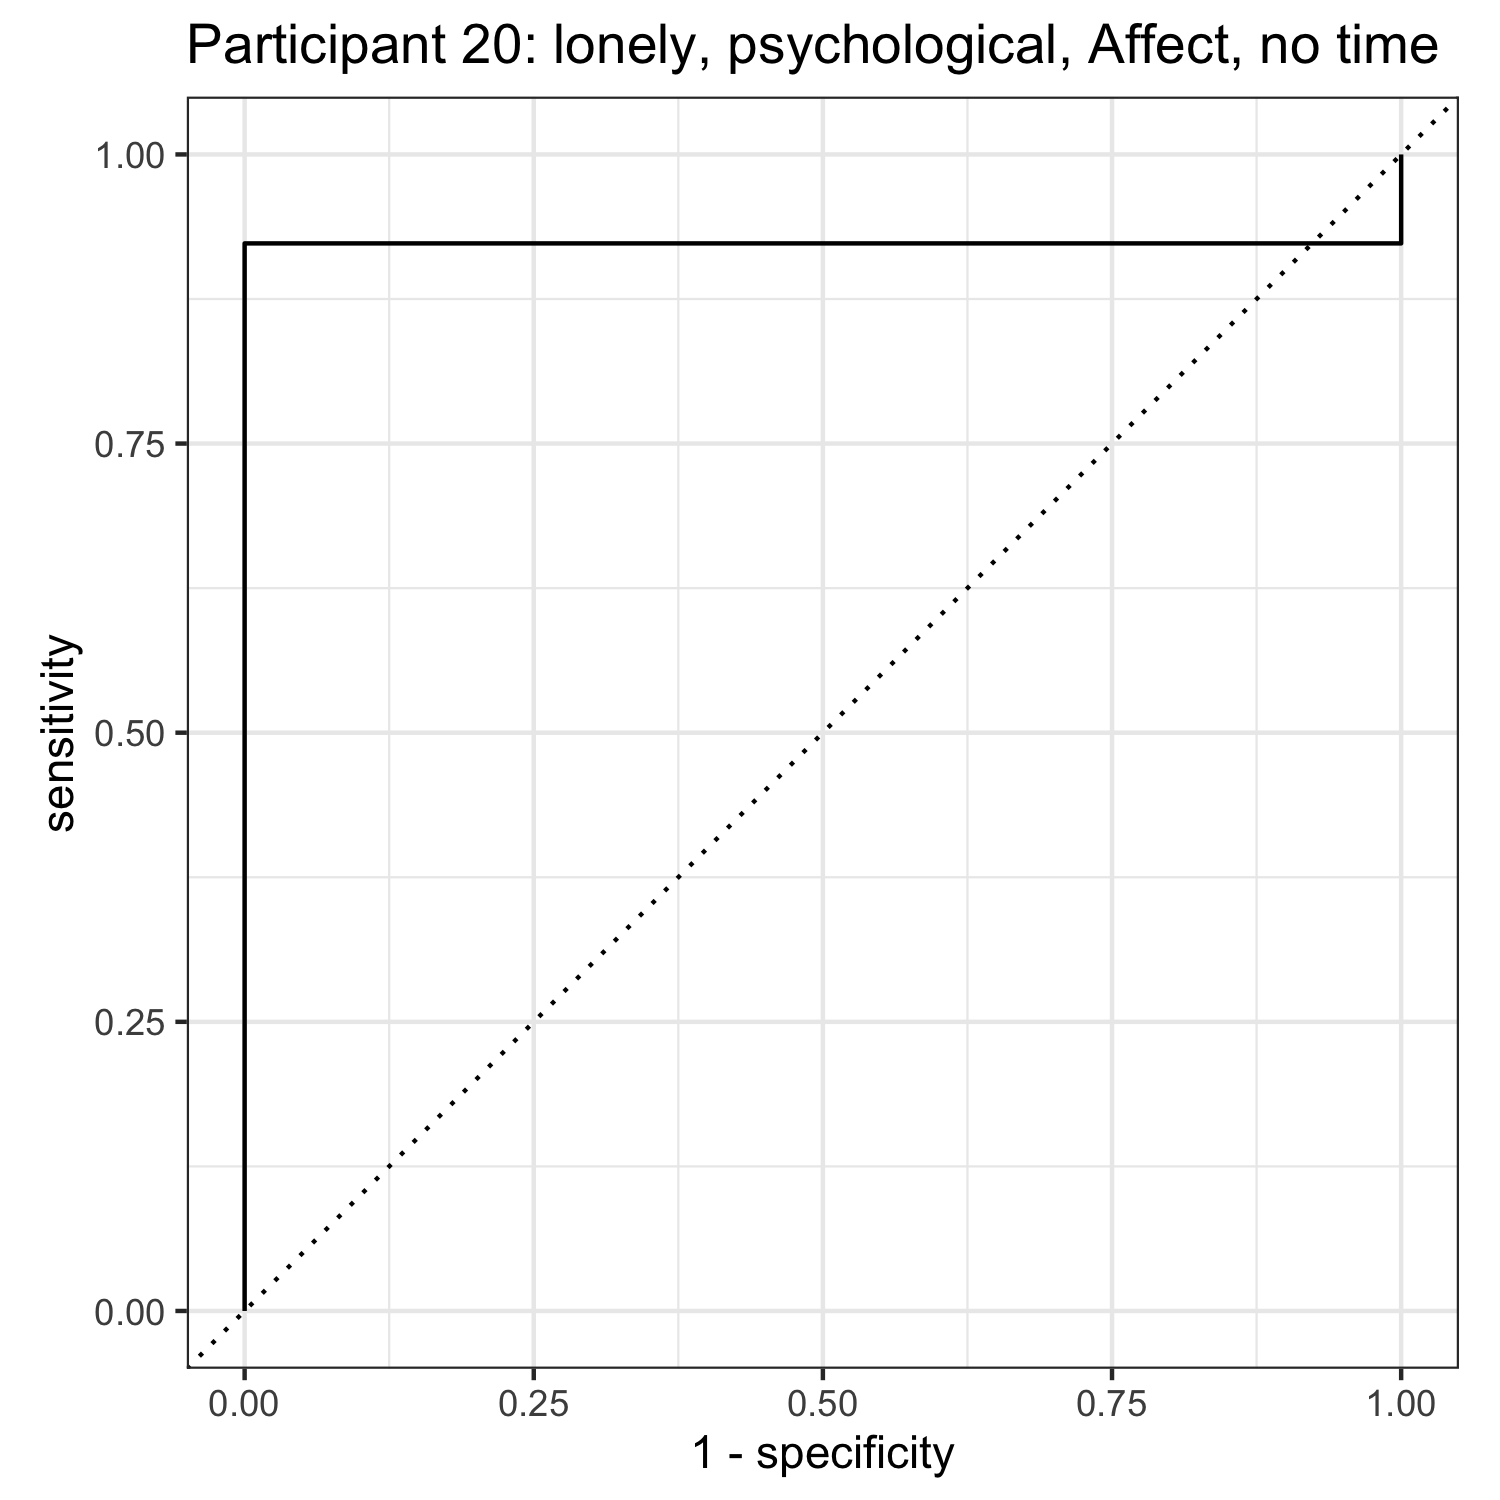 Participant 20: lonely, psychological, Affect, no time
1.00
0.75
0.50
0.25
0.00
sensitivity
0.00 0.25 0.50 0.75 1.00
1 - specificity